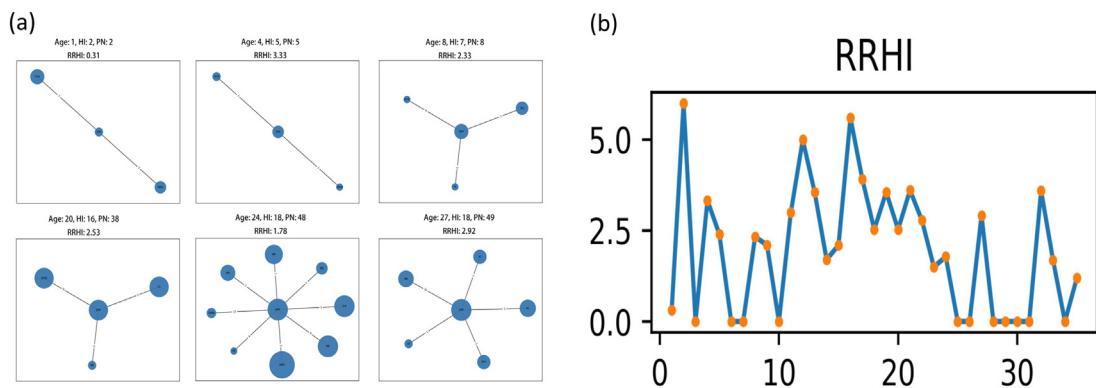 (a)
Age: 1, HI: 2, PN: 2
RRHI: 0.31
Age: 4, HI: 5, PN: 5
RRHI: 3.33
Age: 8, HI: 7, PN: 8
RRHI: 2.33
Age: 20, HI: 16, PN: 38
RRHI: 2.53
Age: 24, HI: 18, PN: 48
RRHI: 1.78
Age: 27, HI: 18, PN: 49
RRHI: 2.92
(b)
RRHI
5.0
2.5
0.0
0 10 20 30